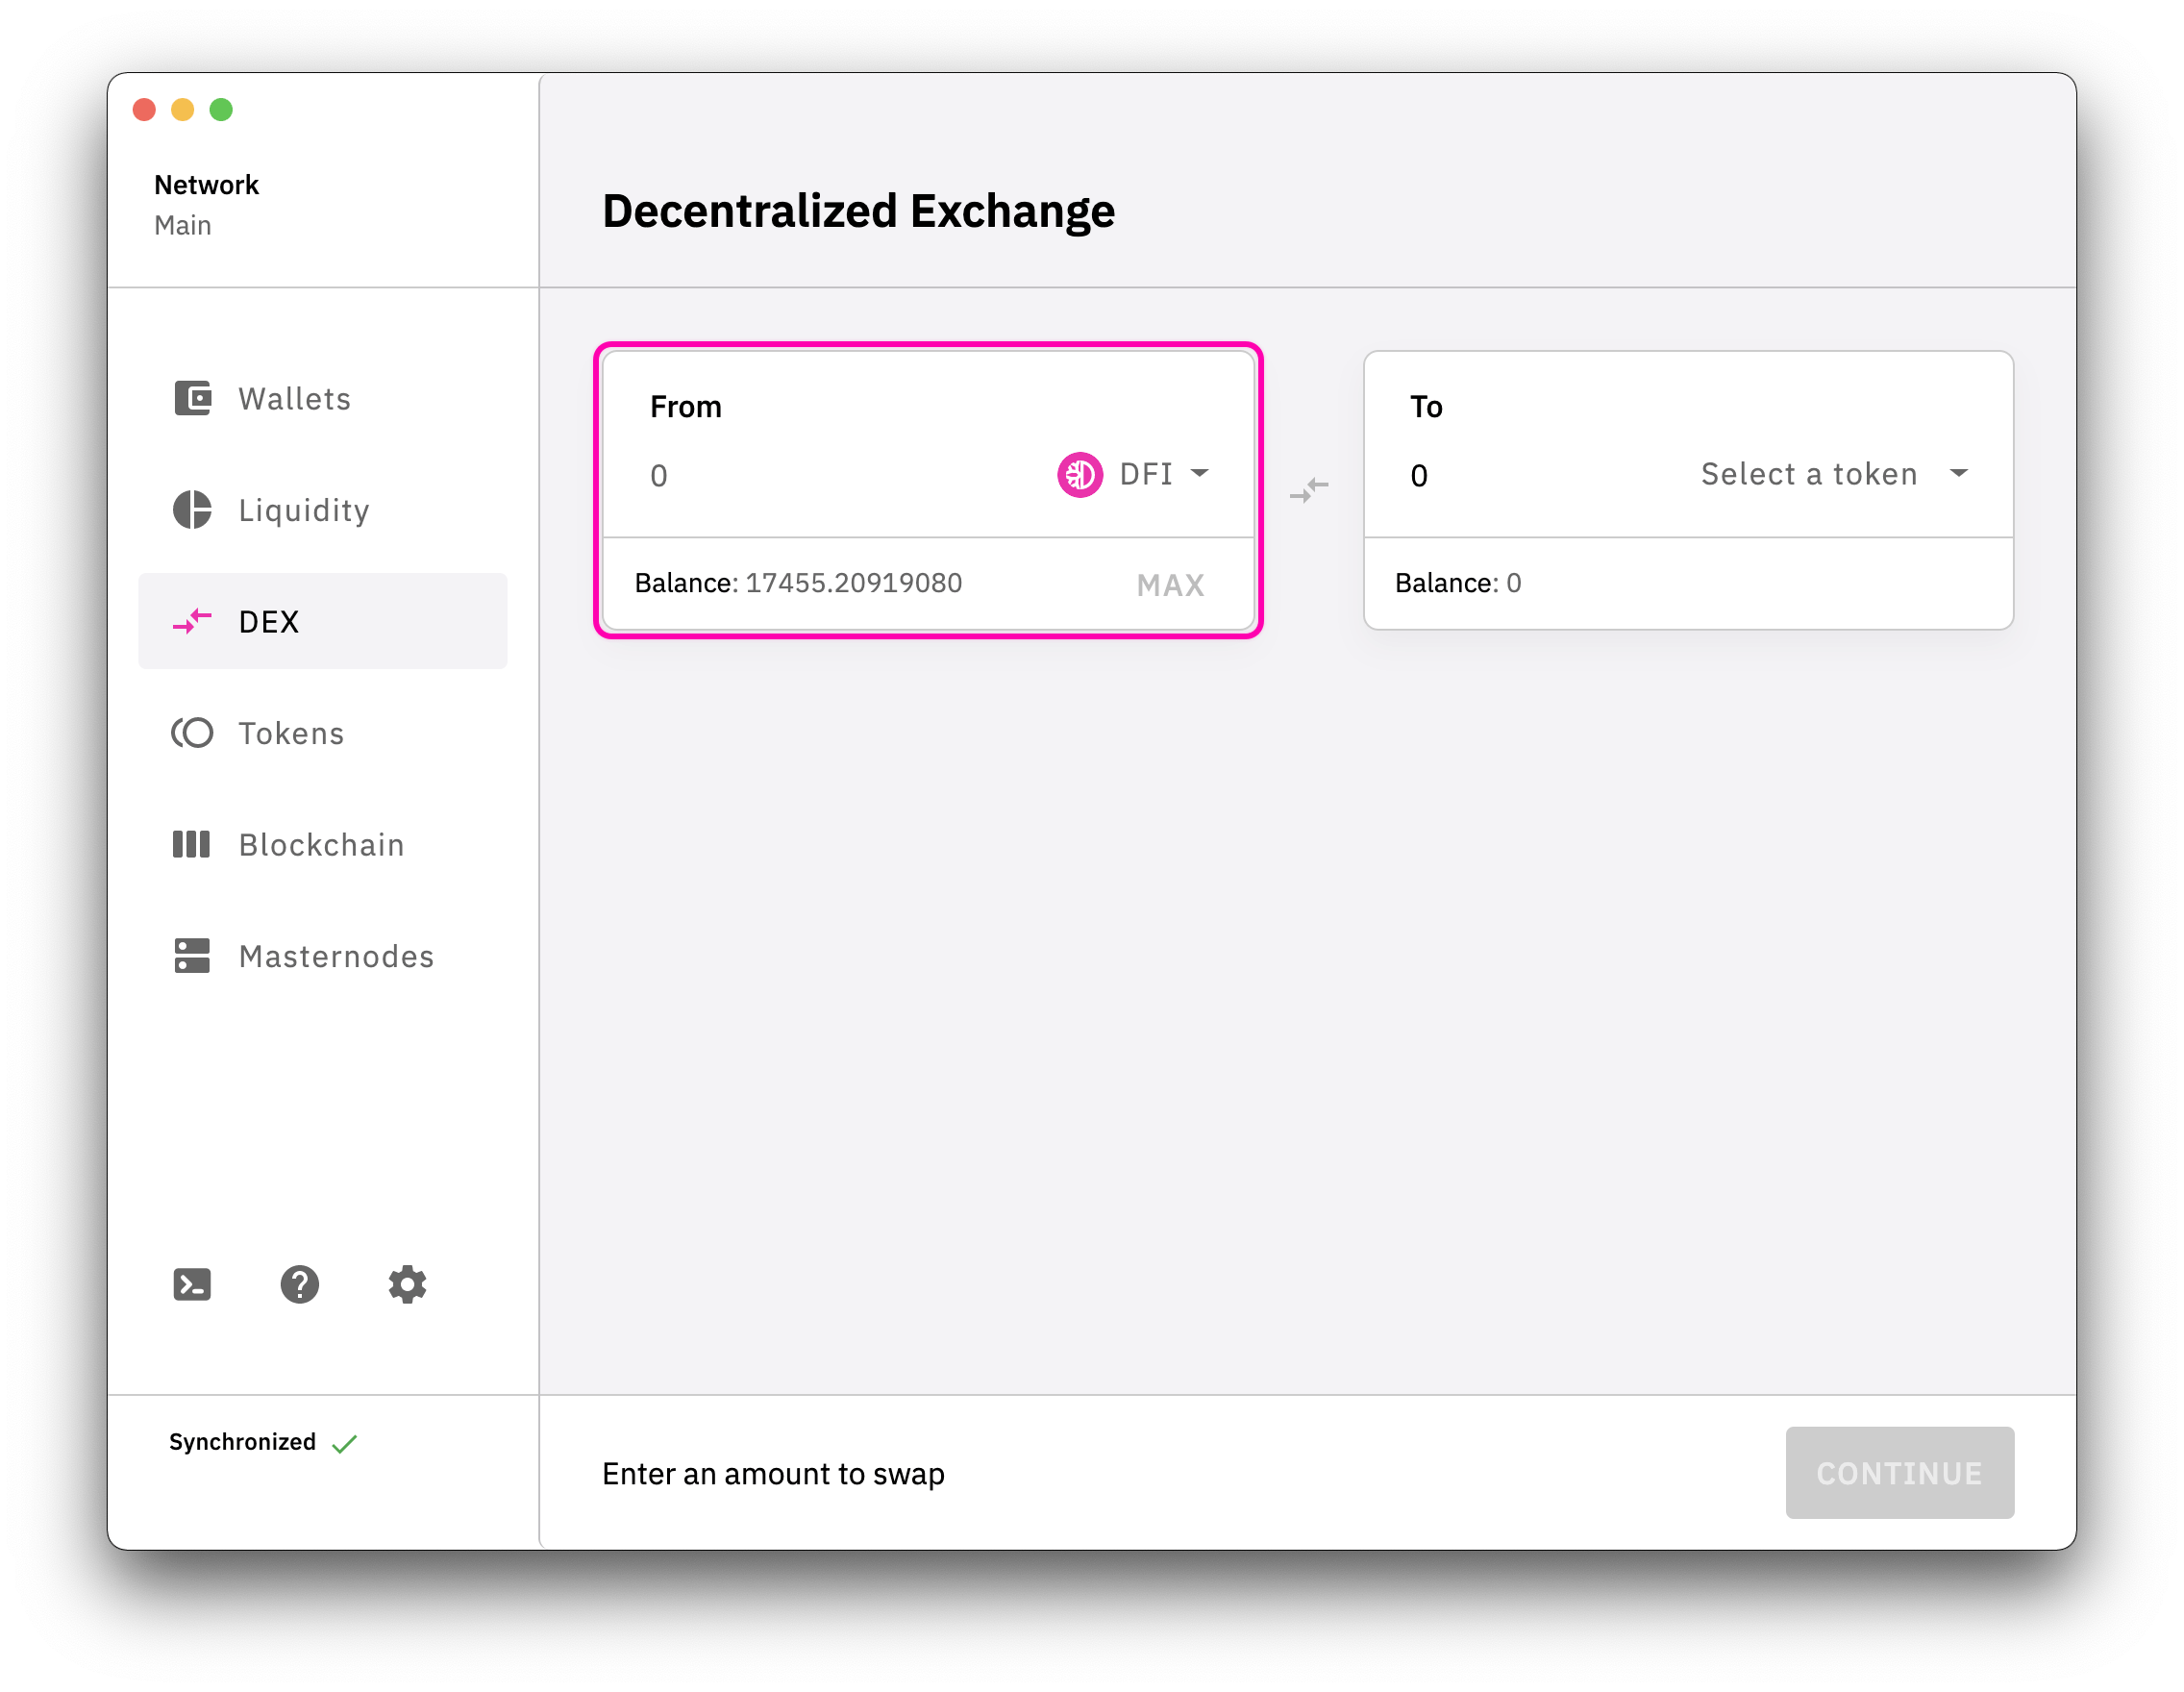 Network
Main
Wallets
Liquidity
DEX
Tokens
Blockchain
Masternodes
Synchronized
Decentralized Exchange
From
0 DFI
Balance: 17455.20919080 MAX
To
0 Select a token
Balance: 0
Enter an amount to swap
CONTINUE